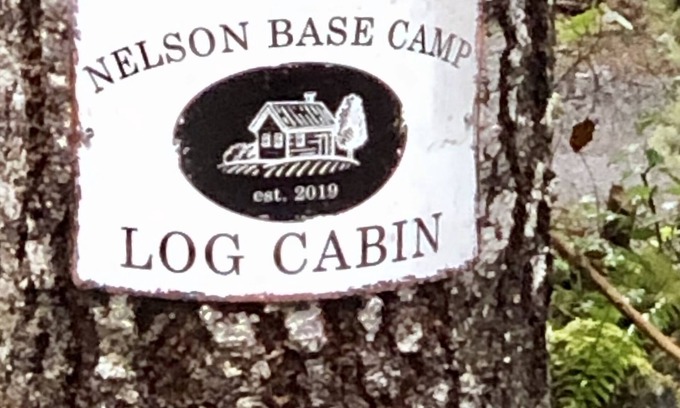 NELSON BASE CAMP
est. 2019
LOG CABIN